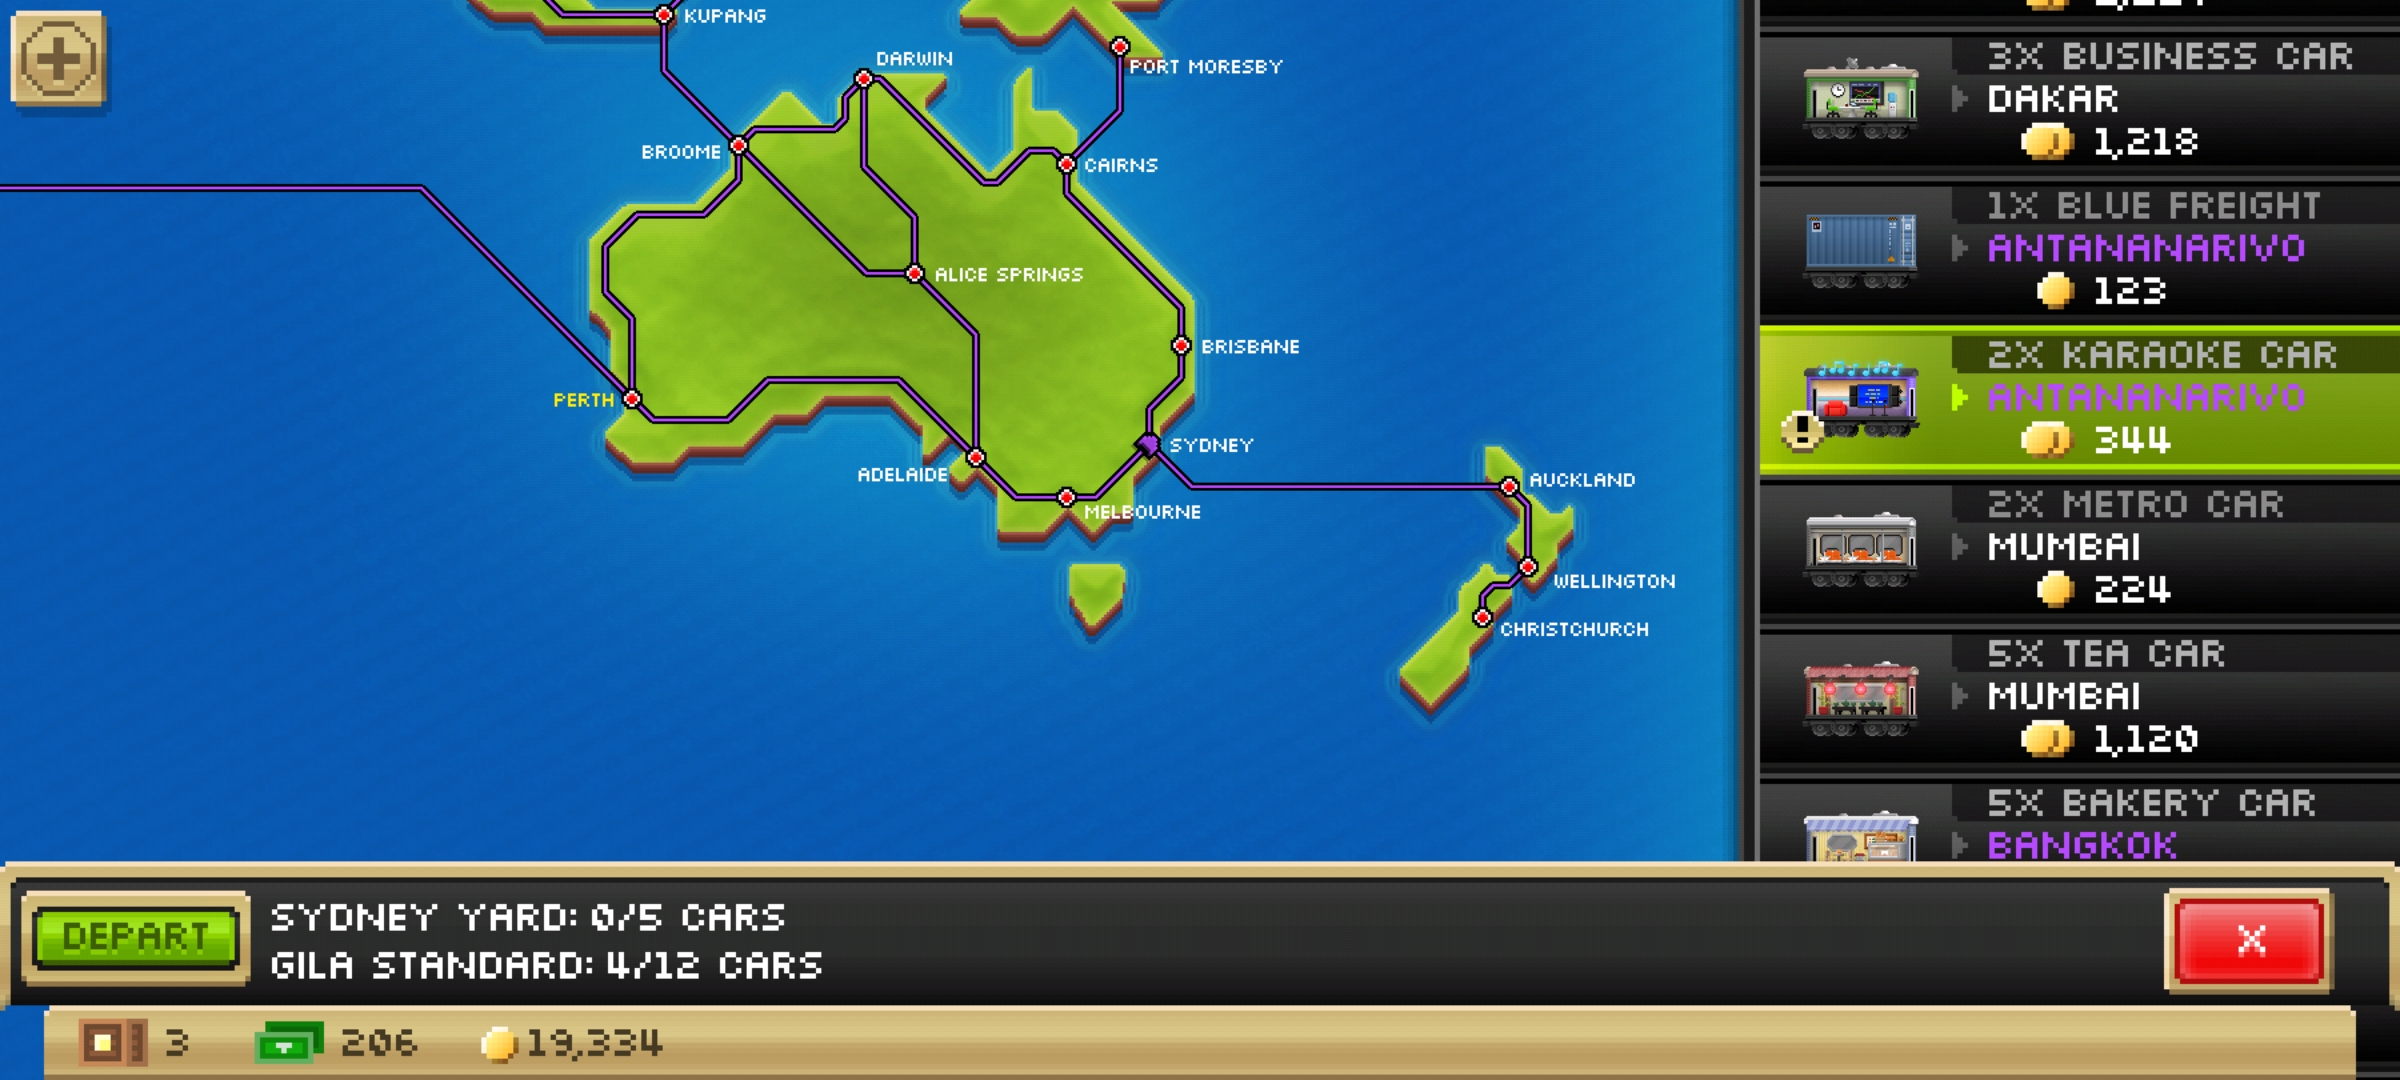 KUPANG
DARWIN
PORT MORESBY
BROOME
CAIRNS
ALICE SPRINGS
BRISBANE
PERTH
SYDNEY
ADELAIDE
AUCKLAND
MELBOURNE
WELLINGTON
CHRISTCHURCH
3X BUSINESS CAR
DAKAR
1,218
1X BLUE FREIGHT
ANTANANARIVO
123
2X KARAOKE CAR
ANTANANARIVO
344
2X METRO CAR
MUMBAI
224
5X TEA CAR
MUMBAI
1,120
5X BAKERY CAR
BANGKOK
DEPART
SYDNEY YARD: 0/5 CARS
GILA STANDARD: 4/12 CARS
X
3
206
19,334